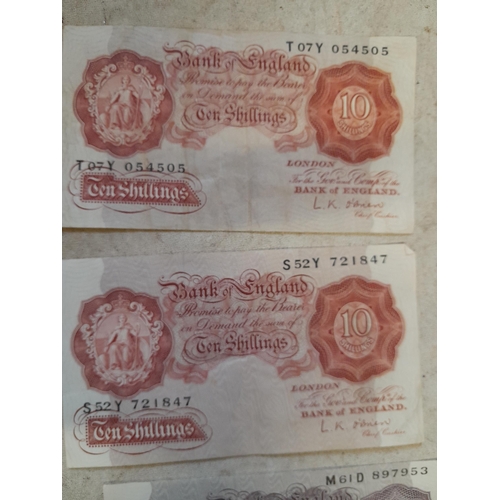 T07Y 054505
Bank of England
Promise to pay the Bearer
on Demand the sum of
Ten Shillings
10
SHILLINGS
T07Y 054505
Ten Shillings
LONDON
For the Govr. and Compa. of the
BANK OF ENGLAND.
L.K. O'Brien
Chief Cashier
S52Y 721847
Bank of England
Promise to pay the Bearer
on Demand the sum of
Ten Shillings
10
SHILLINGS
S52Y 721847
Ten Shillings
LONDON
For the Govr. and Compa. of the
BANK OF ENGLAND.
L.K. O'Brien
Chief Cashier
M61D 897953